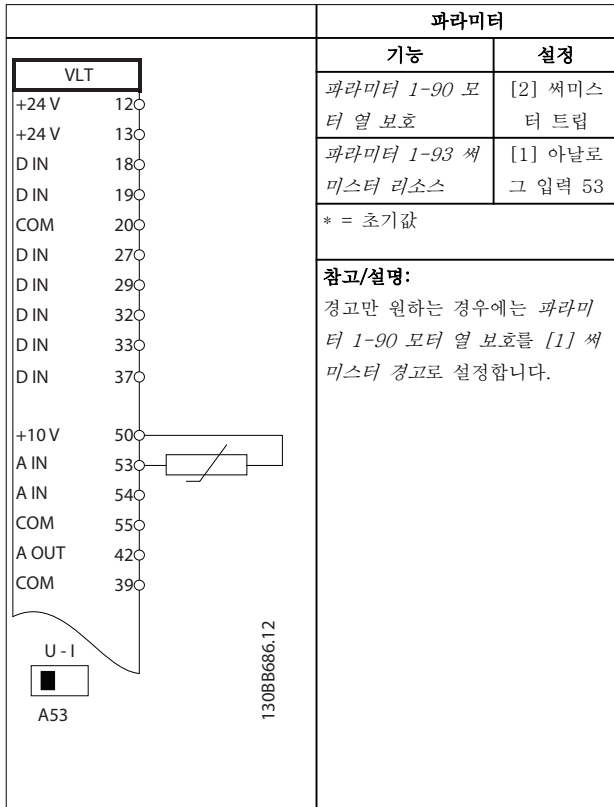 VLT
+24 V 12
+24 V 13
D IN 18
D IN 19
COM 20
D IN 27
D IN 29
D IN 32
D IN 33
D IN 37
+10 V 50
A IN 53
A IN 54
COM 55
A OUT 42
COM 39
U - I
A53
130BB686.12
파라미터
기능 설정
파라미터 1-90 모
터 열 보호
[2] 써미스
터 트립
파라미터 1-93 써
미스터 리소스
[1] 아날로
그 입력 53
* = 초기값
참고/설명:
경고만 원하는 경우에는 파라미
터 1-90 모터 열 보호를 [1] 써
미스터 경고로 설정합니다.